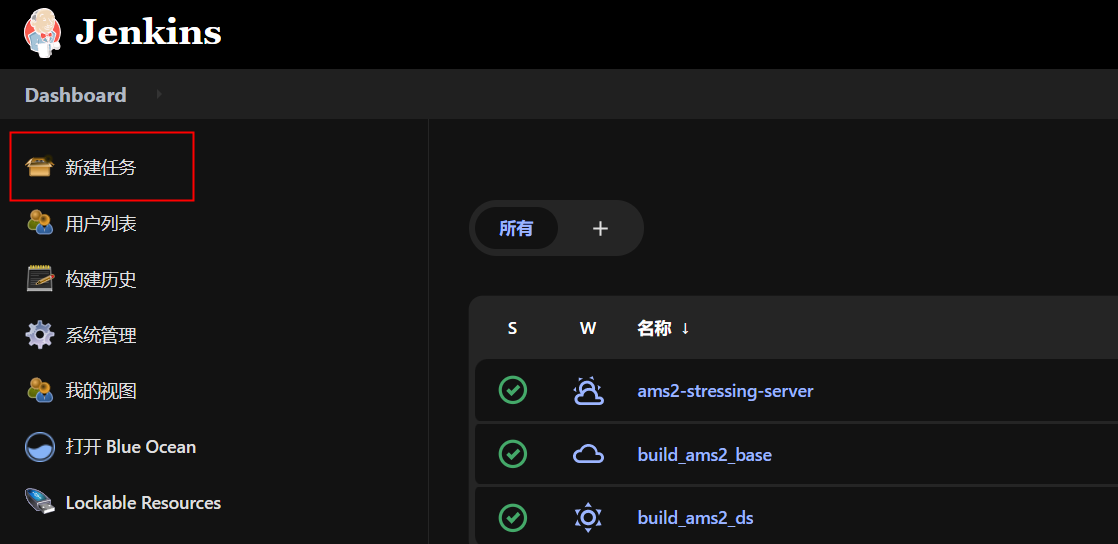 Jenkins
Dashboard
新建任务
用户列表
构建历史
系统管理
我的视图
打开 Blue Ocean
Lockable Resources
所有 +
S W 名称 ↓
ams2-stressing-server
build_ams2_base
build_ams2_ds